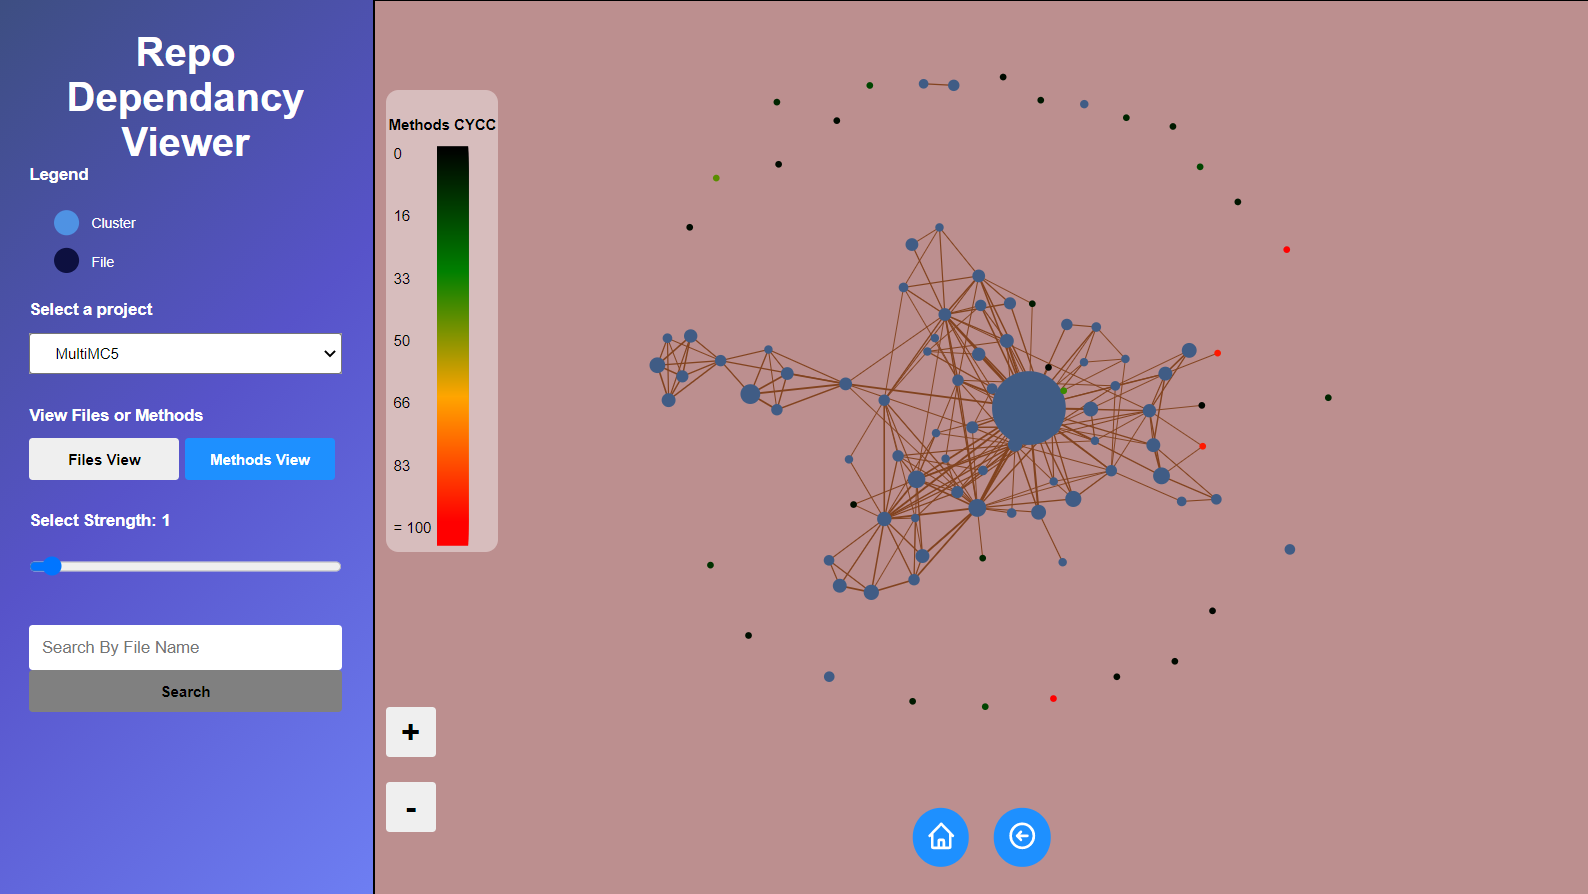 Repo
Dependancy
Viewer
Legend
Cluster
File
Select a project
MultiMC5
View Files or Methods
Files View
Methods View
Select Strength: 1
Search By File Name
Search
Methods CYCC
0
16
33
50
66
83
= 100
+
-